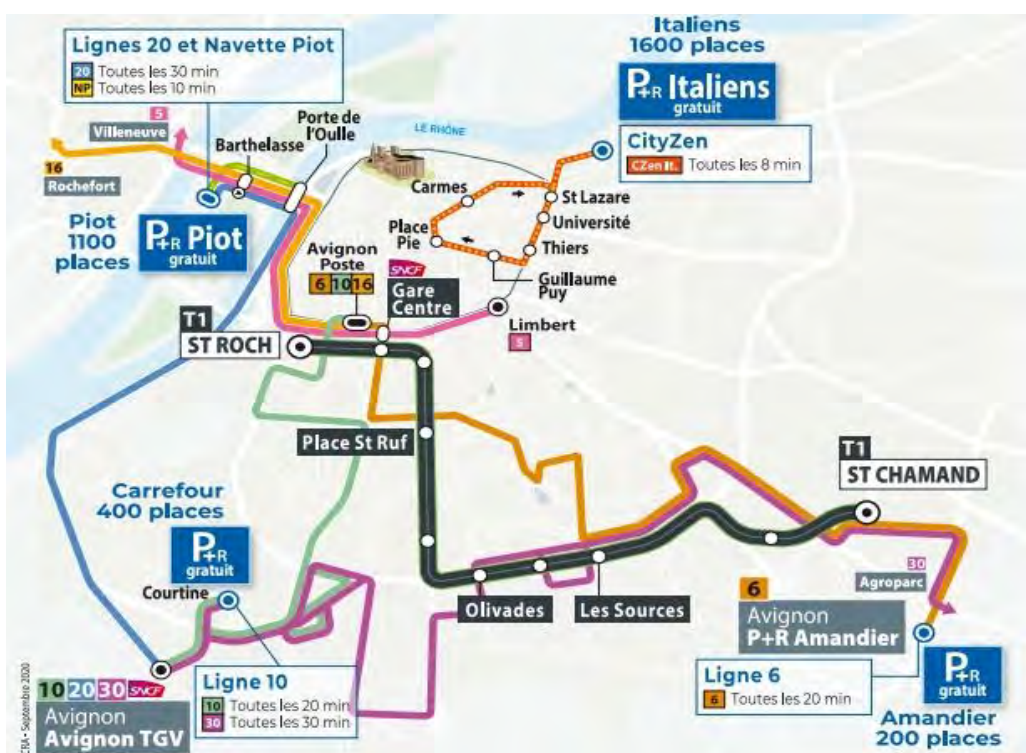 Lignes 20 et Navette Piot
20 Toutes les 30 min
NP Toutes les 10 min
Italiens
1600 places
P+R Italiens
gratuit
CityZen
CZen It. Toutes les 8 min
5
Villeneuve
Barthelasse
Porte de
l'Oulle
LE RHÔNE
16
Rochefort
Piot
1100
places
P+R Piot
gratuit
Carmes
St Lazare
Université
Place
Pie
Thiers
Guillaume
Puy
Avignon
Poste
6 10 16
SNCF
Gare
Centre
Limbert
5
T1
ST ROCH
Place St Ruf
T1
ST CHAMAND
Carrefour
400 places
P+R
gratuit
Courtine
Olivades
Les Sources
30
Agroparc
6
Avignon
P+R Amandier
Ligne 10
10 Toutes les 20 min
30 Toutes les 30 min
Ligne 6
6 Toutes les 20 min
P+R
gratuit
Amandier
200 places
10 20 30 SNCF
Avignon
Avignon TGV
CRA - Septembre 2020